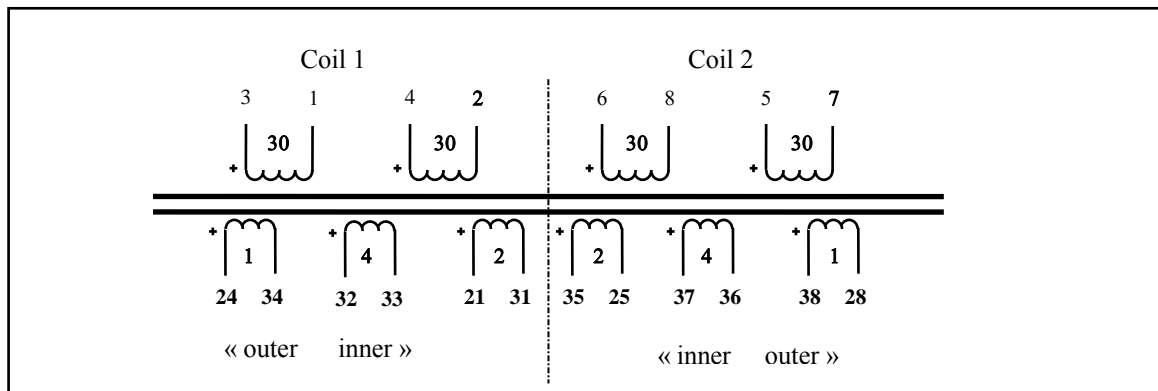 Coil 1 Coil 2
3 1 4 2 6 8 5 7
30 30 30 30
+ + + +
+ + + + + +
1 4 2 2 4 1
24 34 32 33 21 31 35 25 37 36 38 28
« outer inner » « inner outer »